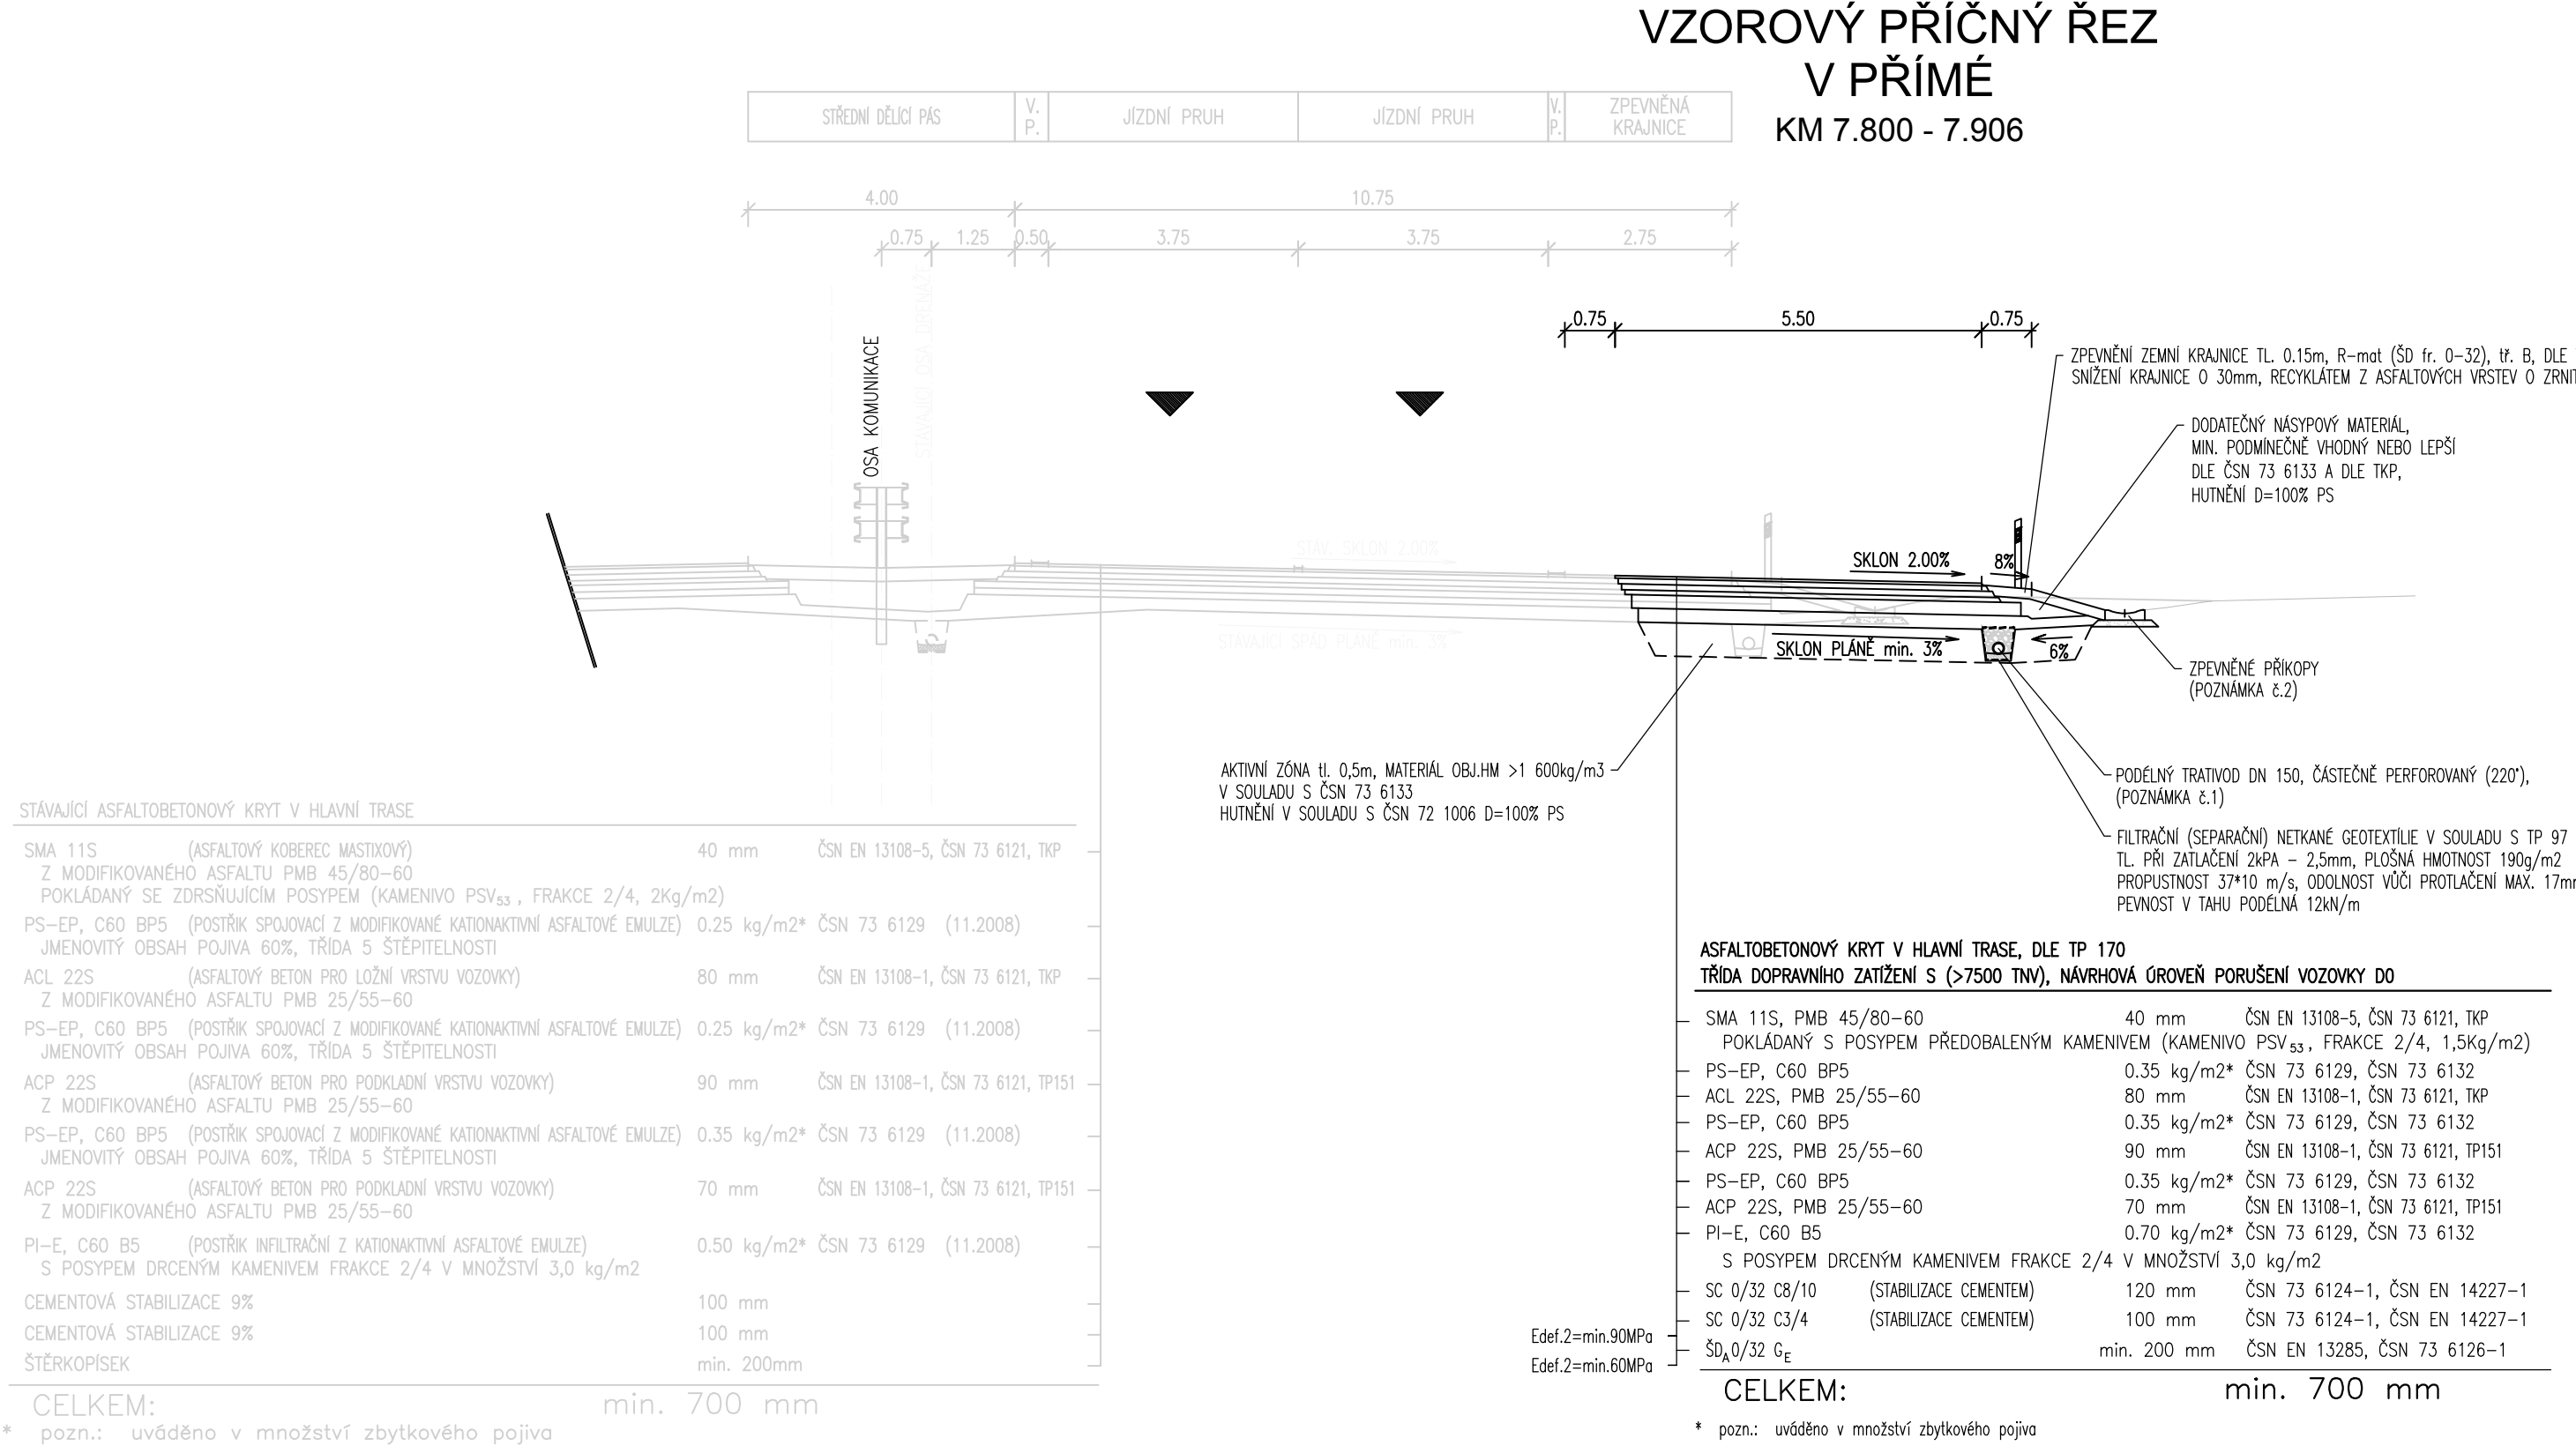 VZOROVÝ PŘÍČNÝ ŘEZ
V PŘÍMÉ
KM 7.800 - 7.906
STŘEDNÍ DĚLÍCÍ PÁS
V.
P.
JÍZDNÍ PRUH
JÍZDNÍ PRUH
V.
P.
ZPEVNĚNÁ
KRAJNICE
4.00
10.75
0.75
1.25
0.50
3.75
3.75
2.75
0.75
5.50
0.75
OSA KOMUNIKACE
STÁVAJÍCÍ OSA DRENÁŽE
ZPEVNĚNÍ ZEMNÍ KRAJNICE TL. 0.15m, R-mat (ŠD fr. 0-32), tř. B, DLE
SNÍŽENÍ KRAJNICE O 30mm, RECYKLÁTEM Z ASFALTOVÝCH VRSTEV O
DODATEČNÝ NÁSYPOVÝ MATERIÁL,
MIN. PODMÍNEČNĚ VHODNÝ NEBO LEPŠÍ
DLE ČSN 73 6133 A DLE TKP,
HUTNĚNÍ D=100% PS
STÁV. SKLON 2.00%
SKLON 2.00%
8%
STÁVAJÍCÍ SPÁD PLÁNĚ min. 3%
SKLON PLÁNĚ min. 3%
6%
ZPEVNĚNÉ PŘÍKOPY
(POZNÁMKA č.2)
AKTIVNÍ ZÓNA tl. 0,5m, MATERIÁL OBJ.HM >1 600kg/m3
V SOULADU S ČSN 73 6133
HUTNĚNÍ V SOULADU S ČSN 72 1006 D=100% PS
PODÉLNÝ TRATIVOD DN 150, ČÁSTEČNĚ PERFOROVANÝ (220°),
(POZNÁMKA č.1)
FILTRAČNÍ (SEPARAČNÍ) NETKANÉ GEOTEXTÍLIE V SOULADU S TP 97
TL. PŘI ZATLAČENÍ 2kPA - 2,5mm, PLOŠNÁ HMOTNOST 190g/m2
PROPUSTNOST 37*10 m/s, ODOLNOST VŮČI PROTLAČENÍ MAX. 17mm
PEVNOST V TAHU PODÉLNÁ 12kN/m
STÁVAJÍCÍ ASFALTOBETONOVÝ KRYT V HLAVNÍ TRASE
SMA 11S (ASFALTOVÝ KOBEREC MASTIXOVÝ) 40 mm ČSN EN 13108-5, ČSN 73 6121, TKP
Z MODIFIKOVANÉHO ASFALTU PMB 45/80-60
POKLÁDANÝ SE ZDRSŇUJÍCÍM POSYPEM (KAMENIVO PSV53, FRAKCE 2/4, 2Kg/m2)
PS-EP, C60 BP5 (POSTŘIK SPOJOVACÍ Z MODIFIKOVANÉ KATIONAKTIVNÍ ASFALTOVÉ EMULZE) 0.25 kg/m2* ČSN 73 6129 (11.2008)
JMENOVITÝ OBSAH POJIVA 60%, TŘÍDA 5 ŠTĚPITELNOSTI
ACL 22S (ASFALTOVÝ BETON PRO LOŽNÍ VRSTVU VOZOVKY) 80 mm ČSN EN 13108-1, ČSN 73 6121, TKP
Z MODIFIKOVANÉHO ASFALTU PMB 25/55-60
PS-EP, C60 BP5 (POSTŘIK SPOJOVACÍ Z MODIFIKOVANÉ KATIONAKTIVNÍ ASFALTOVÉ EMULZE) 0.25 kg/m2* ČSN 73 6129 (11.2008)
JMENOVITÝ OBSAH POJIVA 60%, TŘÍDA 5 ŠTĚPITELNOSTI
ACP 22S (ASFALTOVÝ BETON PRO PODKLADNÍ VRSTVU VOZOVKY) 90 mm ČSN EN 13108-1, ČSN 73 6121, TP151
Z MODIFIKOVANÉHO ASFALTU PMB 25/55-60
PS-EP, C60 BP5 (POSTŘIK SPOJOVACÍ Z MODIFIKOVANÉ KATIONAKTIVNÍ ASFALTOVÉ EMULZE) 0.35 kg/m2* ČSN 73 6129 (11.2008)
JMENOVITÝ OBSAH POJIVA 60%, TŘÍDA 5 ŠTĚPITELNOSTI
ACP 22S (ASFALTOVÝ BETON PRO PODKLADNÍ VRSTVU VOZOVKY) 70 mm ČSN EN 13108-1, ČSN 73 6121, TP151
Z MODIFIKOVANÉHO ASFALTU PMB 25/55-60
PI-E, C60 B5 (POSTŘIK INFILTRAČNÍ Z KATIONAKTIVNÍ ASFALTOVÉ EMULZE) 0.50 kg/m2* ČSN 73 6129 (11.2008)
S POSYPEM DRCENÝM KAMENIVEM FRAKCE 2/4 V MNOŽSTVÍ 3,0 kg/m2
CEMENTOVÁ STABILIZACE 9% 100 mm
CEMENTOVÁ STABILIZACE 9% 100 mm
ŠTĚRKOPÍSEK min. 200mm
CELKEM: min. 700 mm
* pozn.: uváděno v množství zbytkového pojiva
ASFALTOBETONOVÝ KRYT V HLAVNÍ TRASE, DLE TP 170
TŘÍDA DOPRAVNÍHO ZATÍŽENÍ S (>7500 TNV), NÁVRHOVÁ ÚROVEŇ PORUŠENÍ VOZOVKY D0
SMA 11S, PMB 45/80-60 40 mm ČSN EN 13108-5, ČSN 73 6121, TKP
POKLÁDANÝ S POSYPEM PŘEDOBALENÝM KAMENIVEM (KAMENIVO PSV53, FRAKCE 2/4, 1,5Kg/m2)
PS-EP, C60 BP5 0.35 kg/m2* ČSN 73 6129, ČSN 73 6132
ACL 22S, PMB 25/55-60 80 mm ČSN EN 13108-1, ČSN 73 6121, TKP
PS-EP, C60 BP5 0.35 kg/m2* ČSN 73 6129, ČSN 73 6132
ACP 22S, PMB 25/55-60 90 mm ČSN EN 13108-1, ČSN 73 6121, TP151
PS-EP, C60 BP5 0.35 kg/m2* ČSN 73 6129, ČSN 73 6132
ACP 22S, PMB 25/55-60 70 mm ČSN EN 13108-1, ČSN 73 6121, TP151
PI-E, C60 B5 0.70 kg/m2* ČSN 73 6129, ČSN 73 6132
S POSYPEM DRCENÝM KAMENIVEM FRAKCE 2/4 V MNOŽSTVÍ 3,0 kg/m2
SC 0/32 C8/10 (STABILIZACE CEMENTEM) 120 mm ČSN 73 6124-1, ČSN EN 14227-1
SC 0/32 C3/4 (STABILIZACE CEMENTEM) 100 mm ČSN 73 6124-1, ČSN EN 14227-1
Edef.2=min.90MPa
ŠDA0/32 GE min. 200 mm ČSN EN 13285, ČSN 73 6126-1
Edef.2=min.60MPa
CELKEM: min. 700 mm
* pozn.: uváděno v množství zbytkového pojiva